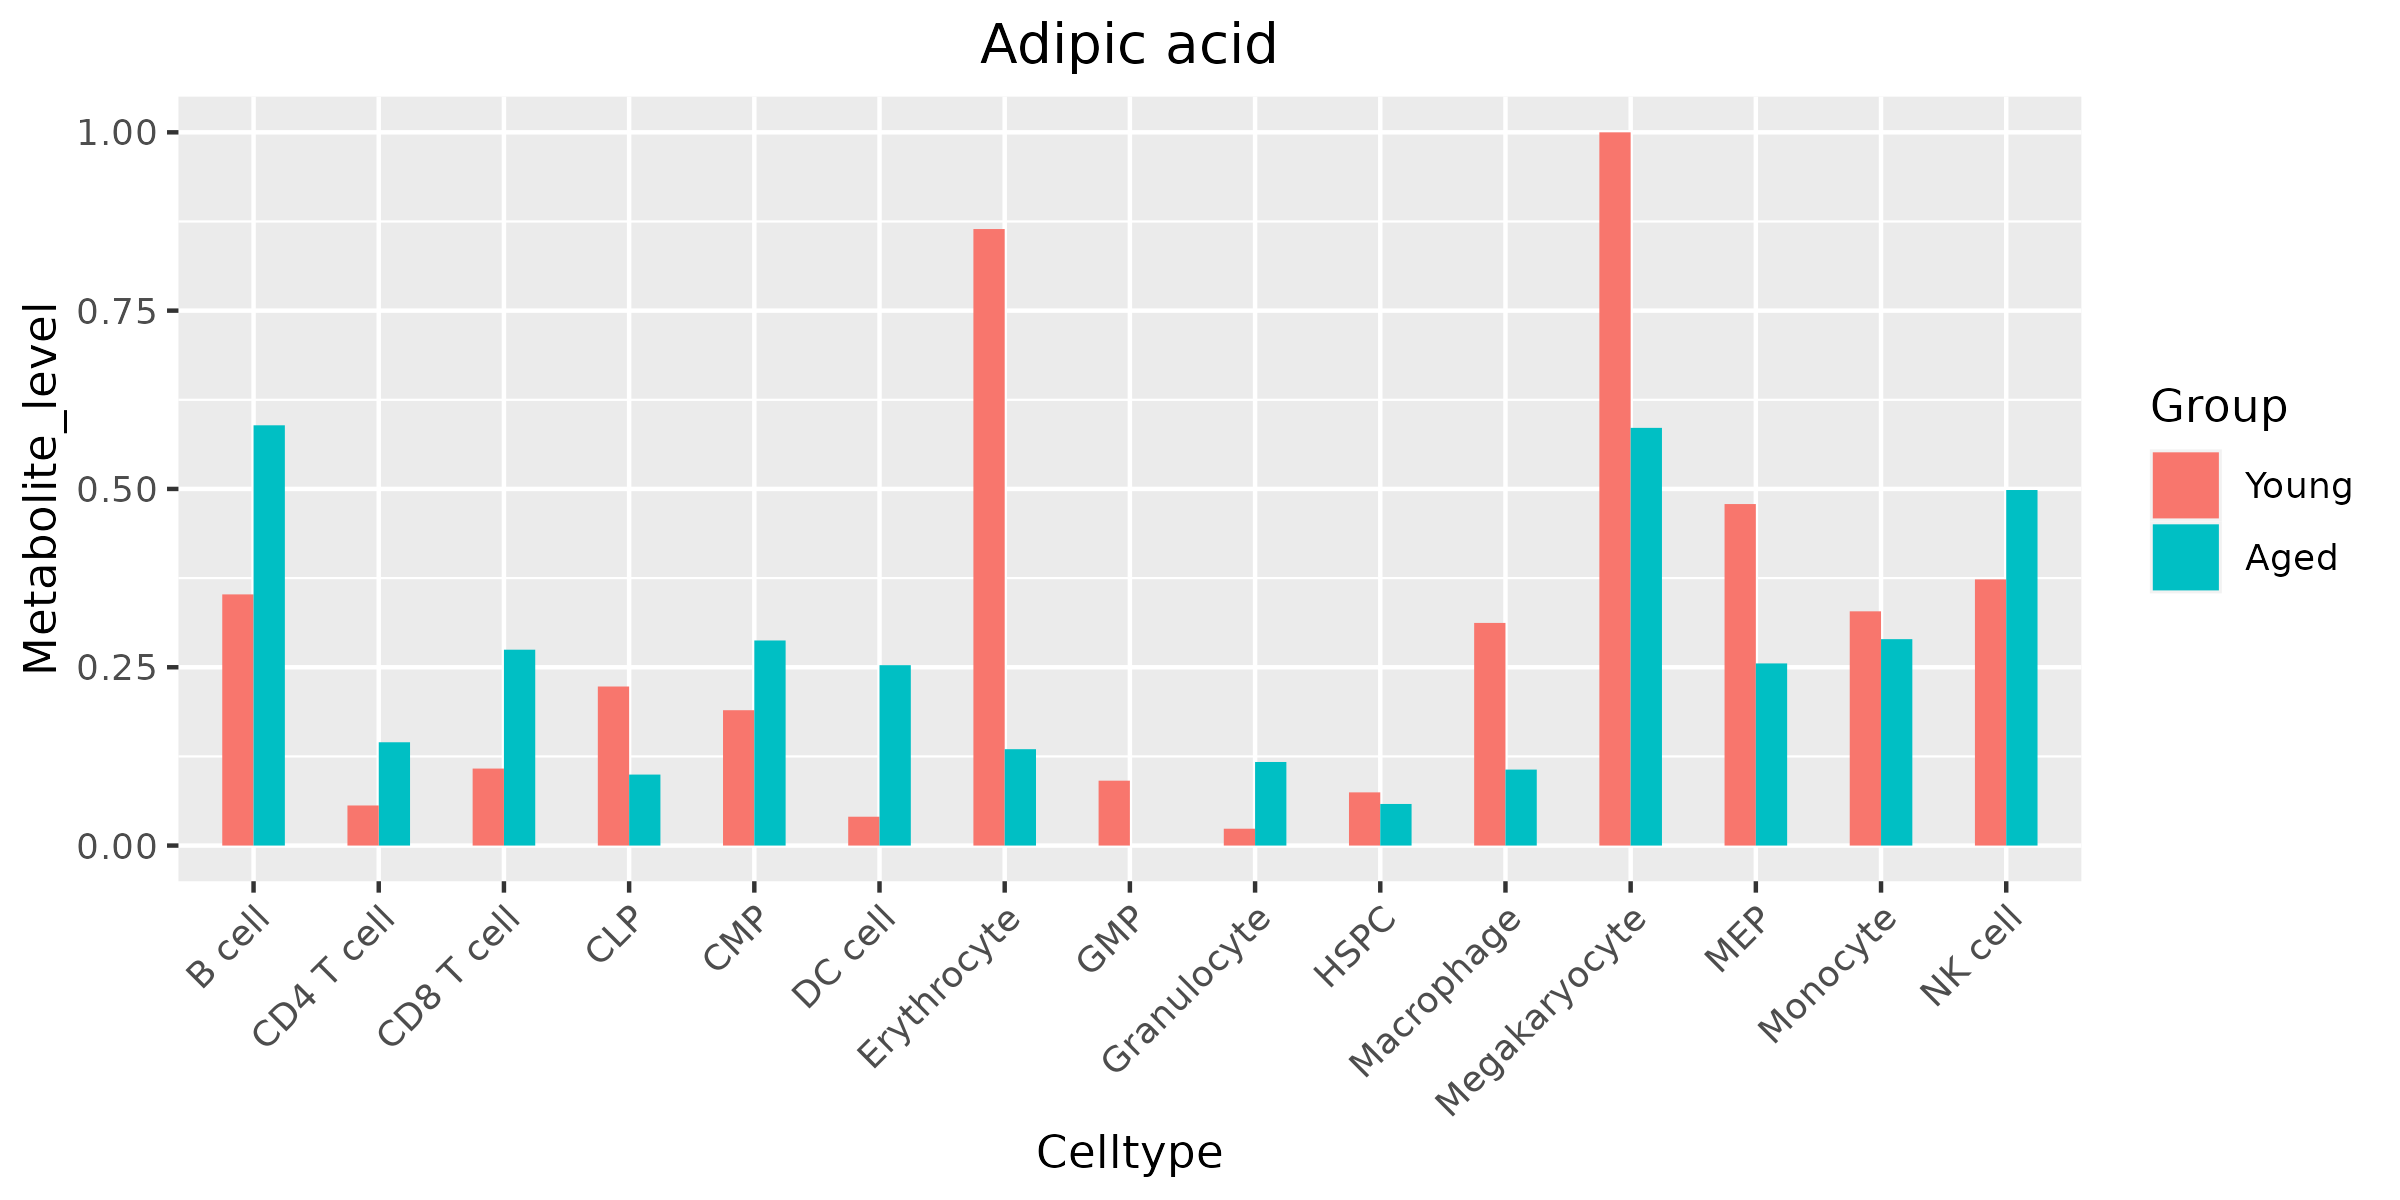 Adipic acid
Metabolite_level
1.00
0.75
0.50
0.25
0.00
B cell
CD4 T cell
CD8 T cell
CLP
CMP
DC cell
Erythrocyte
GMP
Granulocyte
HSPC
Macrophage
Megakaryocyte
MEP
Monocyte
NK cell
Celltype
Group
Young
Aged